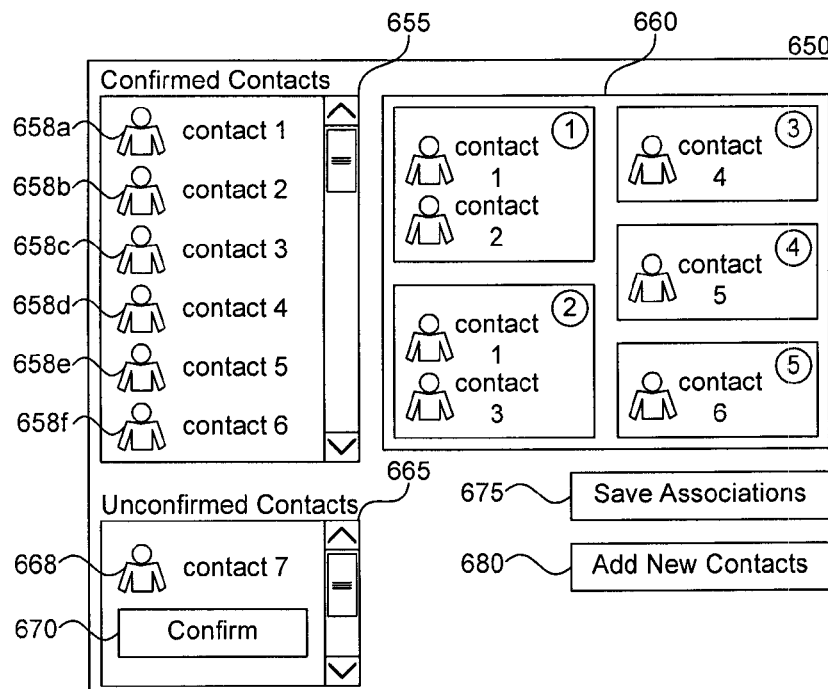 655
660
650
Confirmed Contacts
658a
contact 1
658b
contact 2
658c
contact 3
658d
contact 4
658e
contact 5
658f
contact 6
1
contact
1
contact
2
2
contact
1
contact
3
3
contact
4
4
contact
5
5
contact
6
Unconfirmed Contacts
665
668
contact 7
670
Confirm
675
Save Associations
680
Add New Contacts